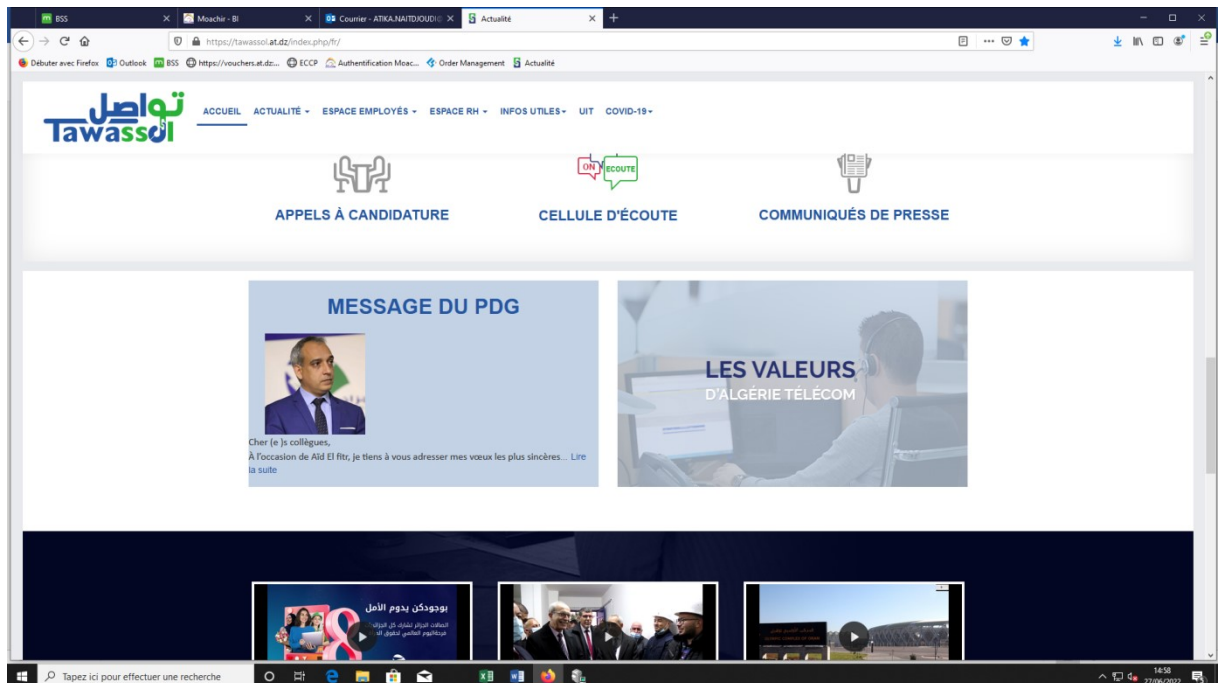 BSS
Moachir - BI
Courrier - ATIKA.NAITDJOUDI
Actualité
https://tawassol.at.dz/index.php/fr/
Débuter avec Firefox Outlook BSS https://vouchers.at.dz:... ECCP Authentification Moac... Order Management Actualité
تواصل
Tawassol
ACCUEIL ACTUALITÉ ESPACE EMPLOYÉS ESPACE RH INFOS UTILES UIT COVID-19
ON ECOUTE
APPELS À CANDIDATURE CELLULE D'ÉCOUTE COMMUNIQUÉS DE PRESSE
MESSAGE DU PDG
Cher (e )s collègues,
À l'occasion de Aïd El fitr, je tiens à vous adresser mes vœux les plus sincères... Lire
la suite
LES VALEURS
D'ALGÉRIE TÉLÉCOM
بوجودكن يدوم الأمل
Tapez ici pour effectuer une recherche
14:58
27/06/2022